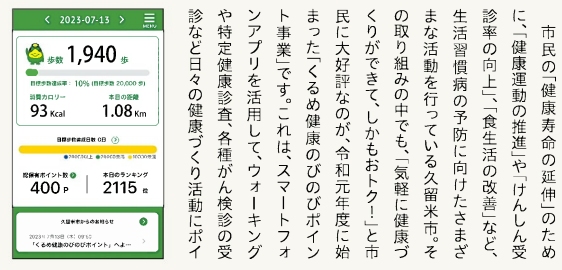 2023-07-13
MENU
歩数 1,940 歩
目標歩数達成率： 10% (目標歩数 20,000 歩)
消費カロリー
93 Kcal
本日の距離
1.08 Km
目標歩数達成日数 0日
総保有ポイント数
400 P
本日のランキング
2115 位
久留米市からのお知らせ
「くるめ健康のびのびポイント」へよ…
市民の「健康寿命の延伸」のため
に、「健康運動の推進」や「けんしん受
診率の向上」、「食生活の改善」など、
生活習慣病の予防に向けたさまざ
まな活動を行っている久留米市。そ
の取り組みの中でも、「気軽に健康づ
くりができて、しかもおトク！」と市
民に大好評なのが、令和元年度に始
まった「くるめ健康のびのびポイン
ト事業」です。これは、スマートフォ
ンアプリを活用して、ウォーキング
や特定健康診査、各種がん検診の受
診など日々の健康づくり活動にポイ